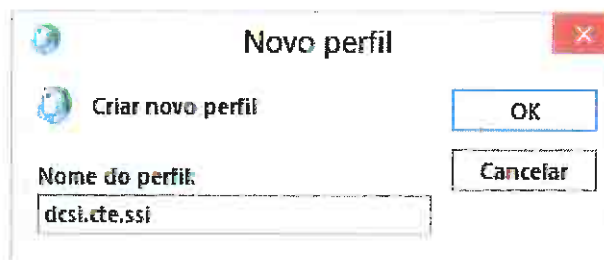 Novo perfil
Criar novo perfil
OK
Nome do perfil:
Cancelar
dcsi.cte.ssi